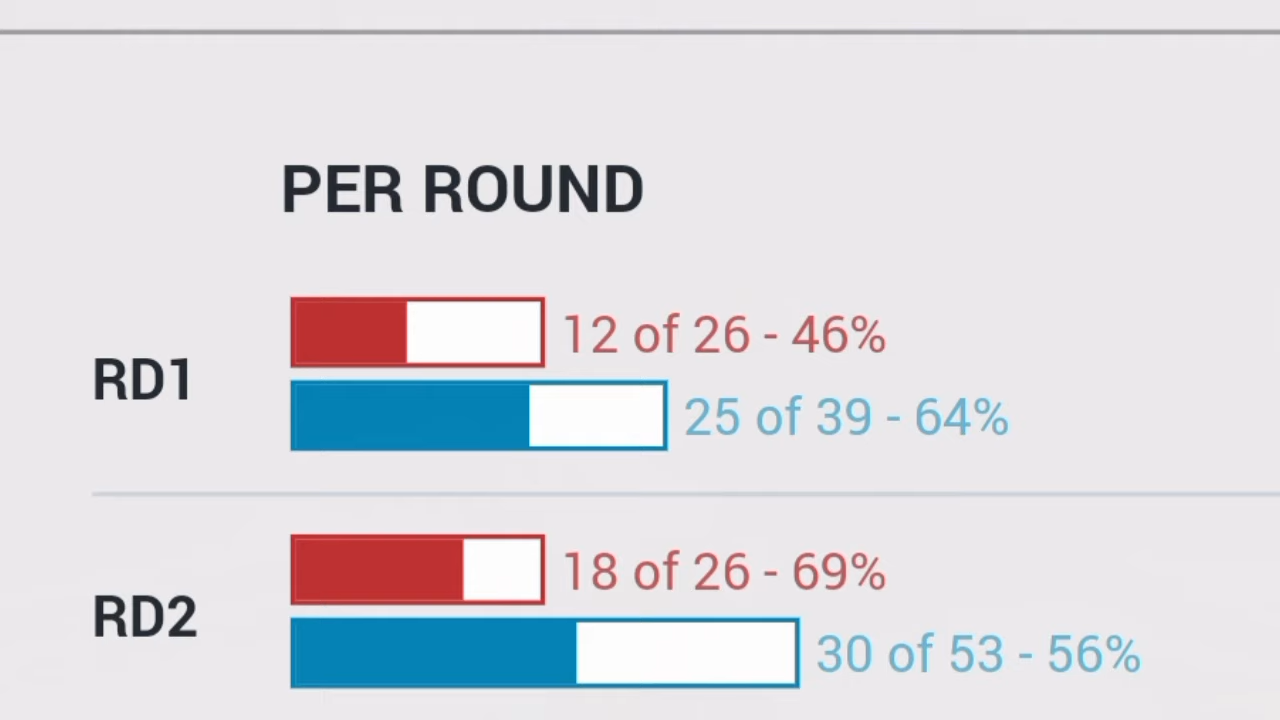 PER ROUND
RD1
12 of 26 - 46%
25 of 39 - 64%
RD2
18 of 26 - 69%
30 of 53 - 56%